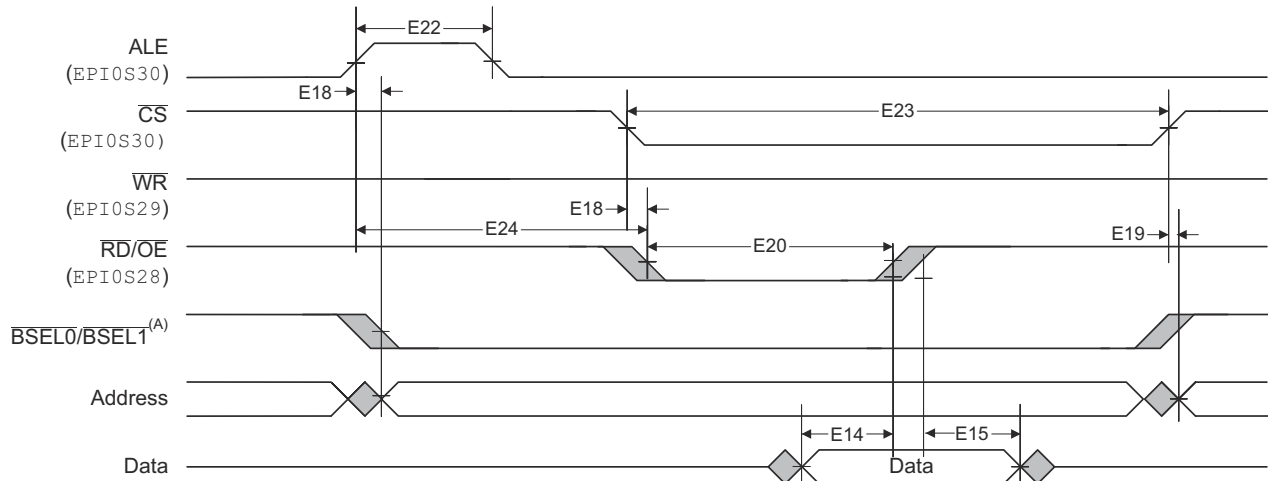 E22
ALE
(EPI0S30)
E18
CS
E23
(EPI0S30)
WR
(EPI0S29)
E18
E24
E20
E19
RD/OE
(EPI0S28)
BSEL0/BSEL1(A)
Address
E14
E15
Data
Data